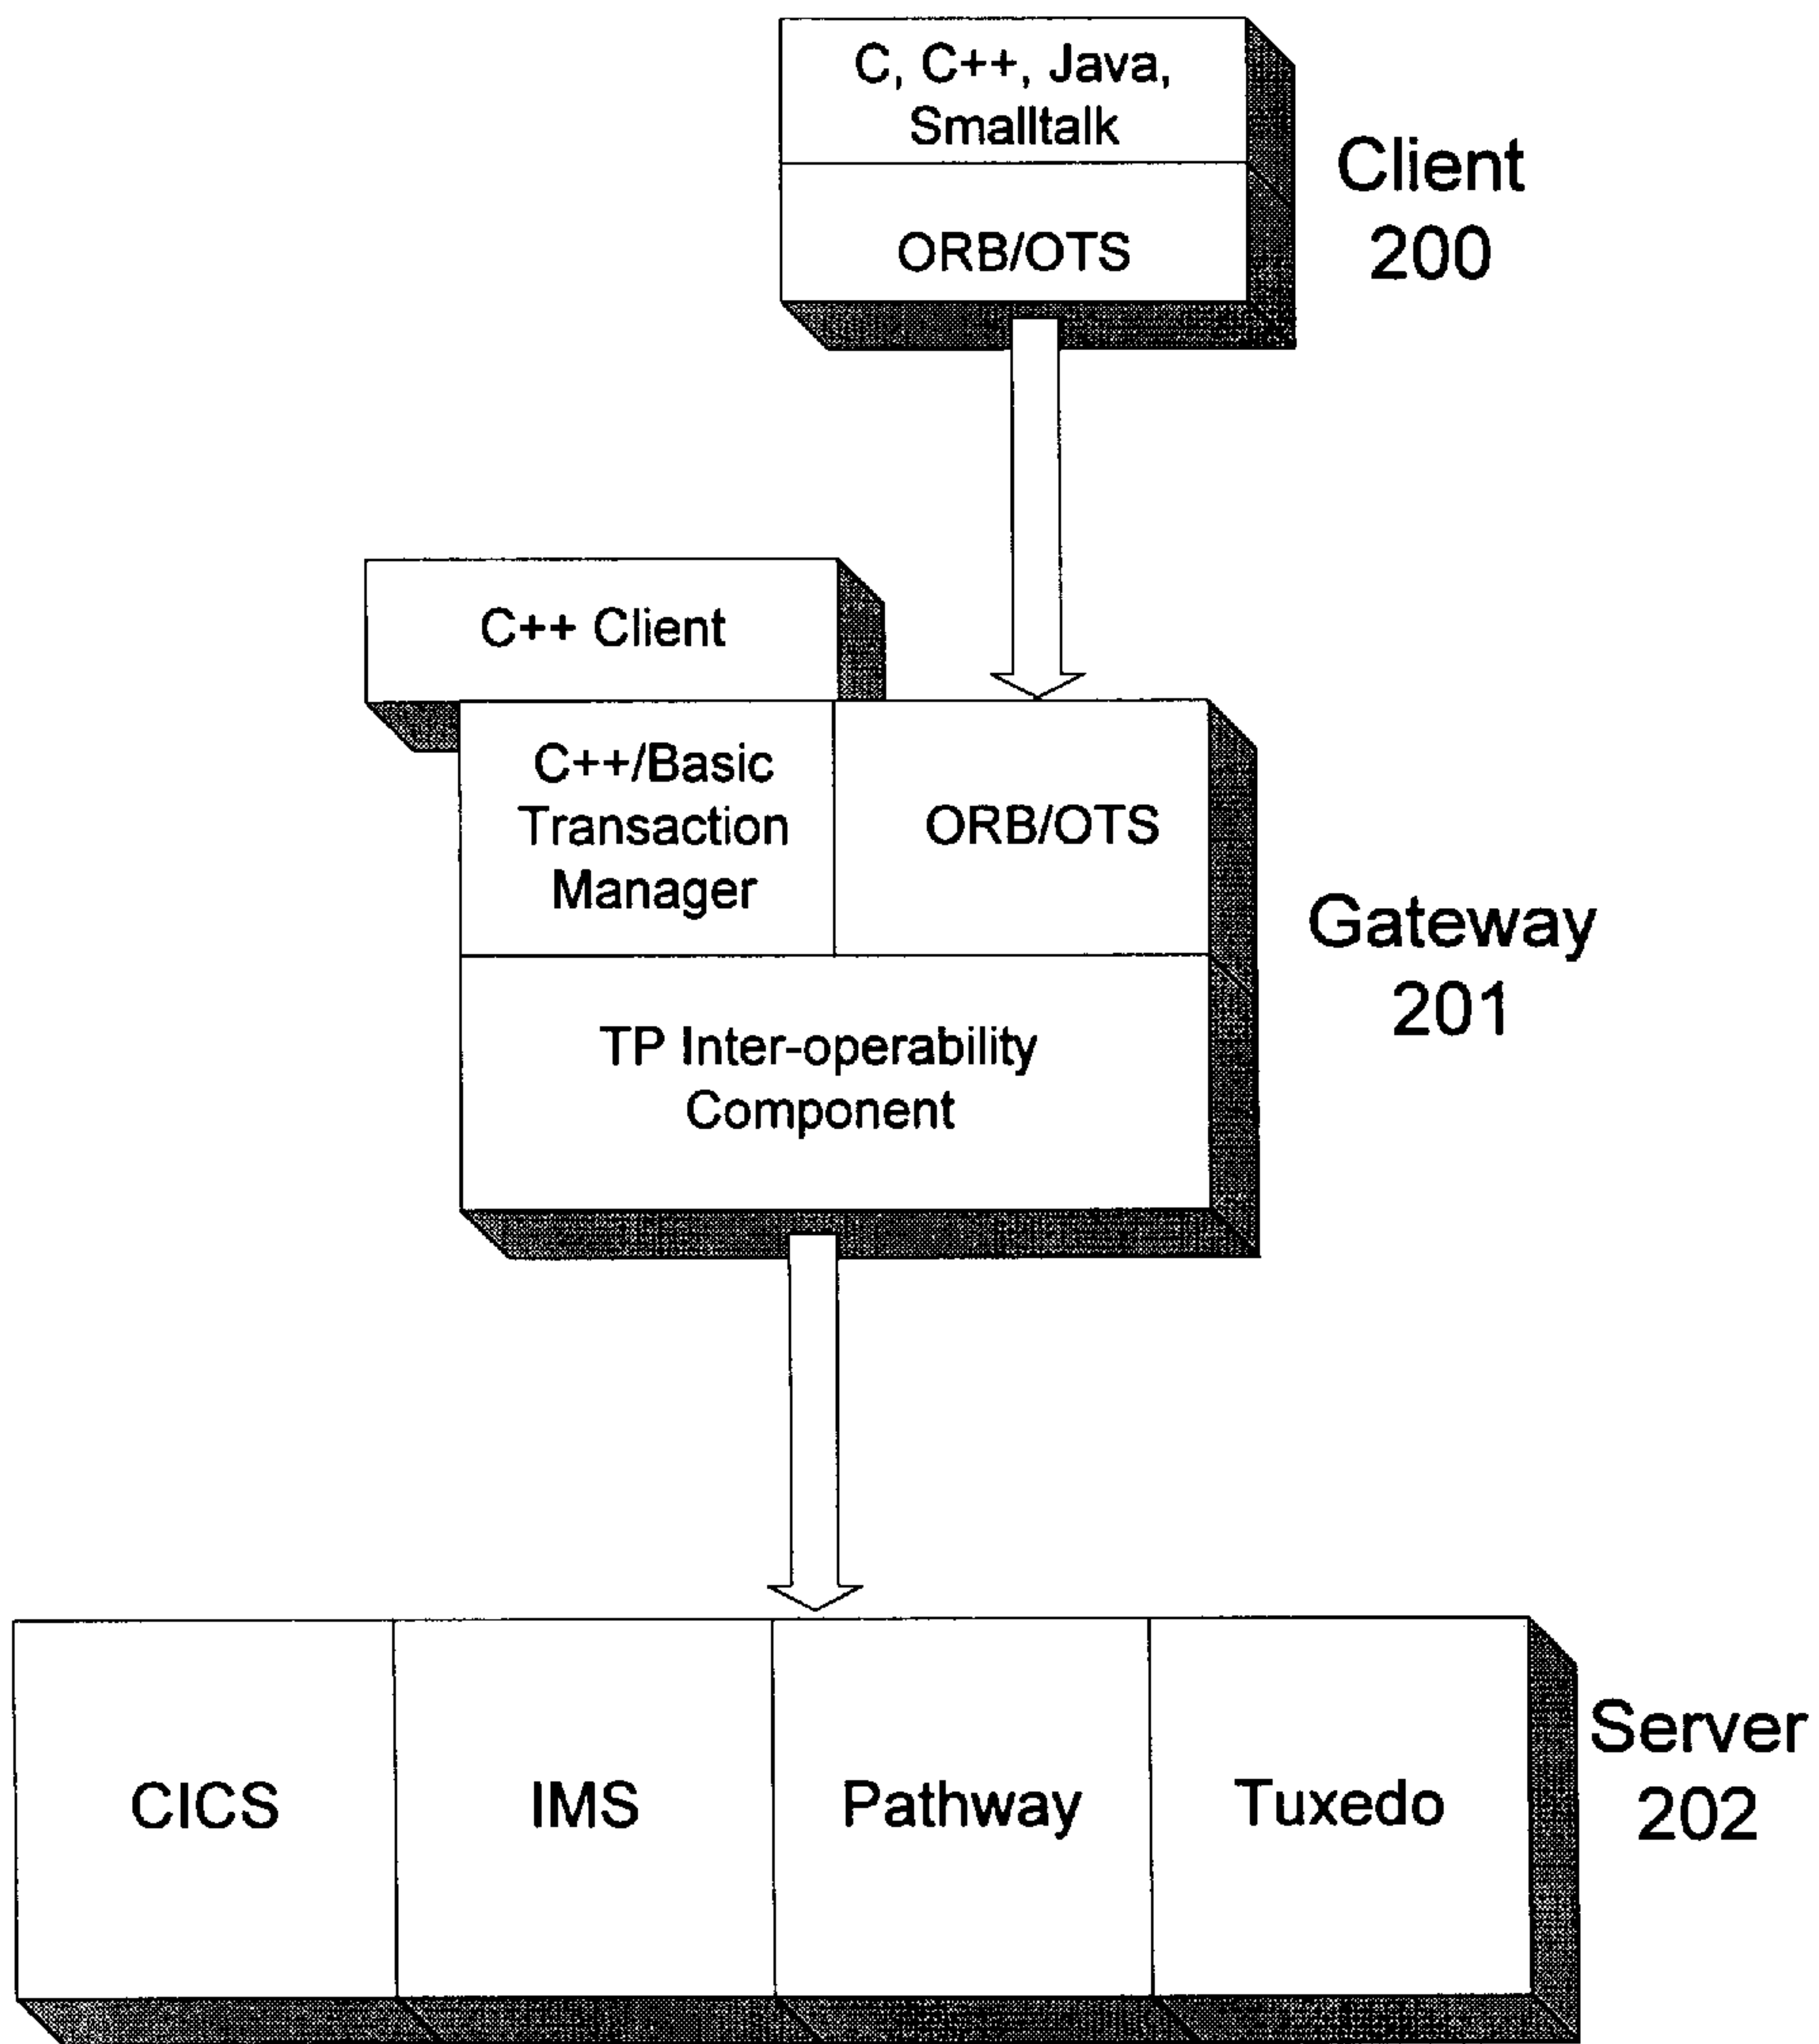 C, C++, Java,
Smalltalk
ORB/OTS
Client
200
C++ Client
C++/Basic
Transaction
Manager
ORB/OTS
TP Inter-operability
Component
Gateway
201
CICS
IMS
Pathway
Tuxedo
Server
202